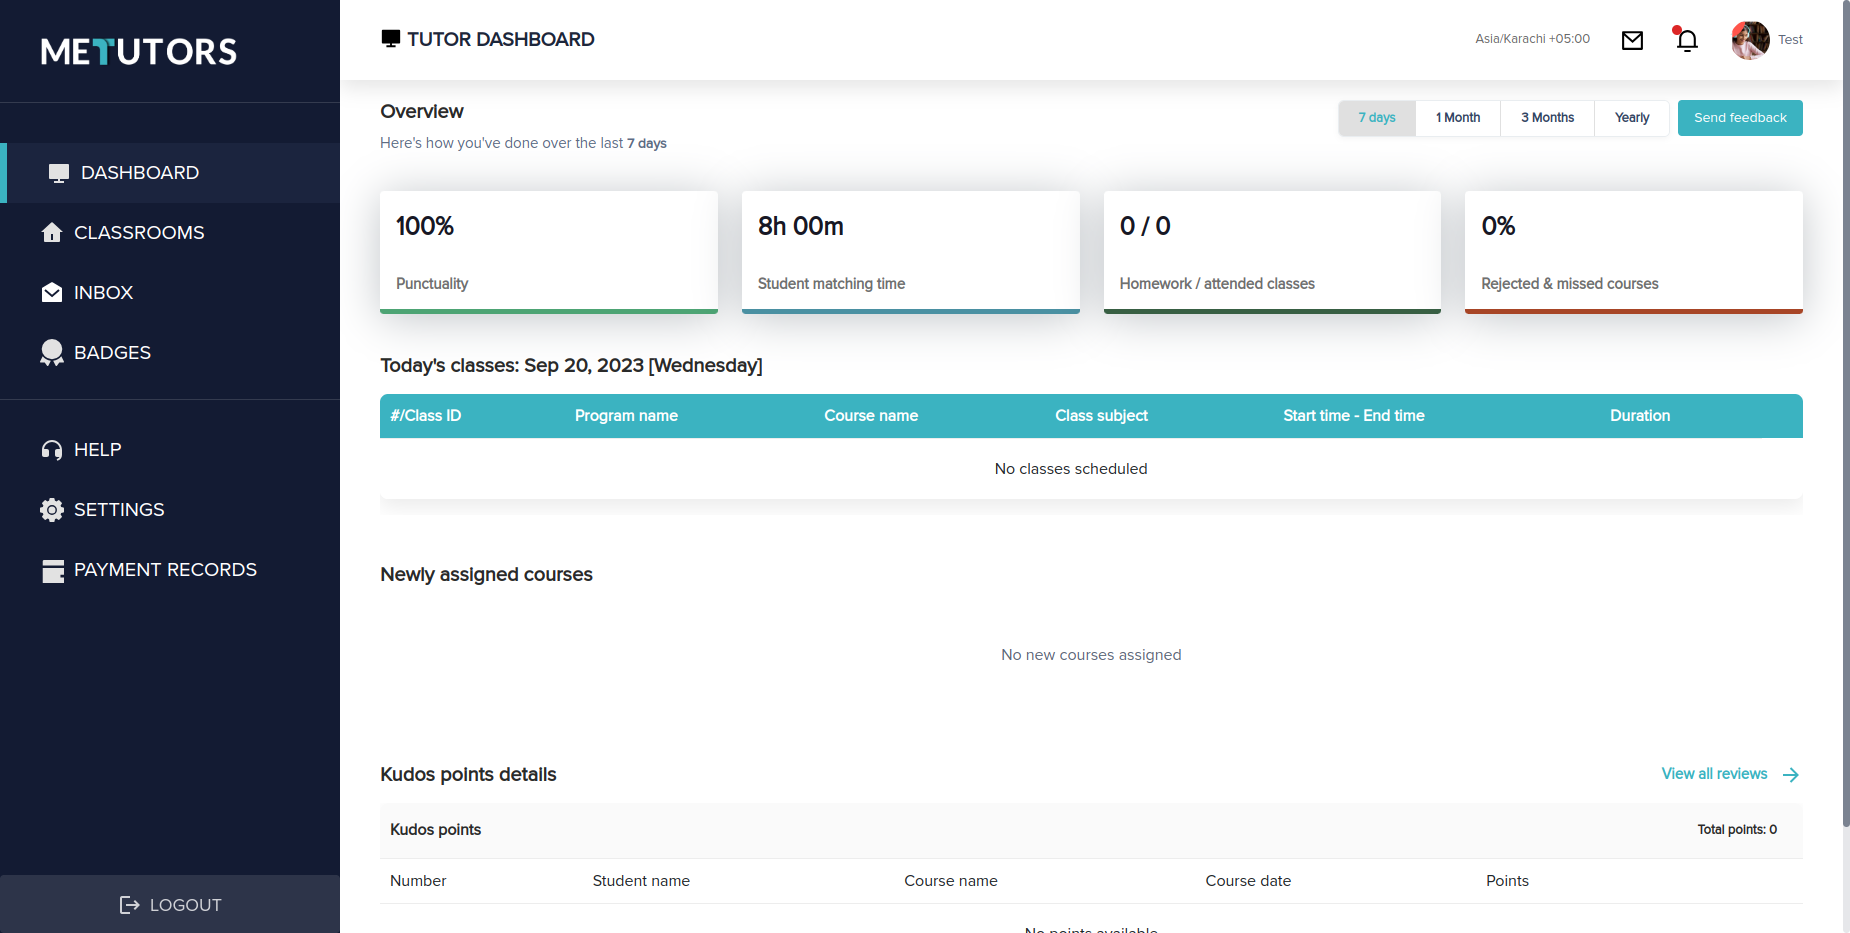 METUTORS
DASHBOARD
CLASSROOMS
INBOX
BADGES
HELP
SETTINGS
PAYMENT RECORDS
LOGOUT
TUTOR DASHBOARD
Asia/Karachi +05:00
Test
Overview
Here's how you've done over the last 7 days
7 days 1 Month 3 Months Yearly Send feedback
100%
Punctuality
8h 00m
Student matching time
0 / 0
Homework / attended classes
0%
Rejected & missed courses
Today's classes: Sep 20, 2023 [Wednesday]
#/Class ID Program name Course name Class subject Start time - End time Duration
No classes scheduled
Newly assigned courses
No new courses assigned
Kudos points details
View all reviews
Kudos points Total points: 0
Number Student name Course name Course date Points
No points available